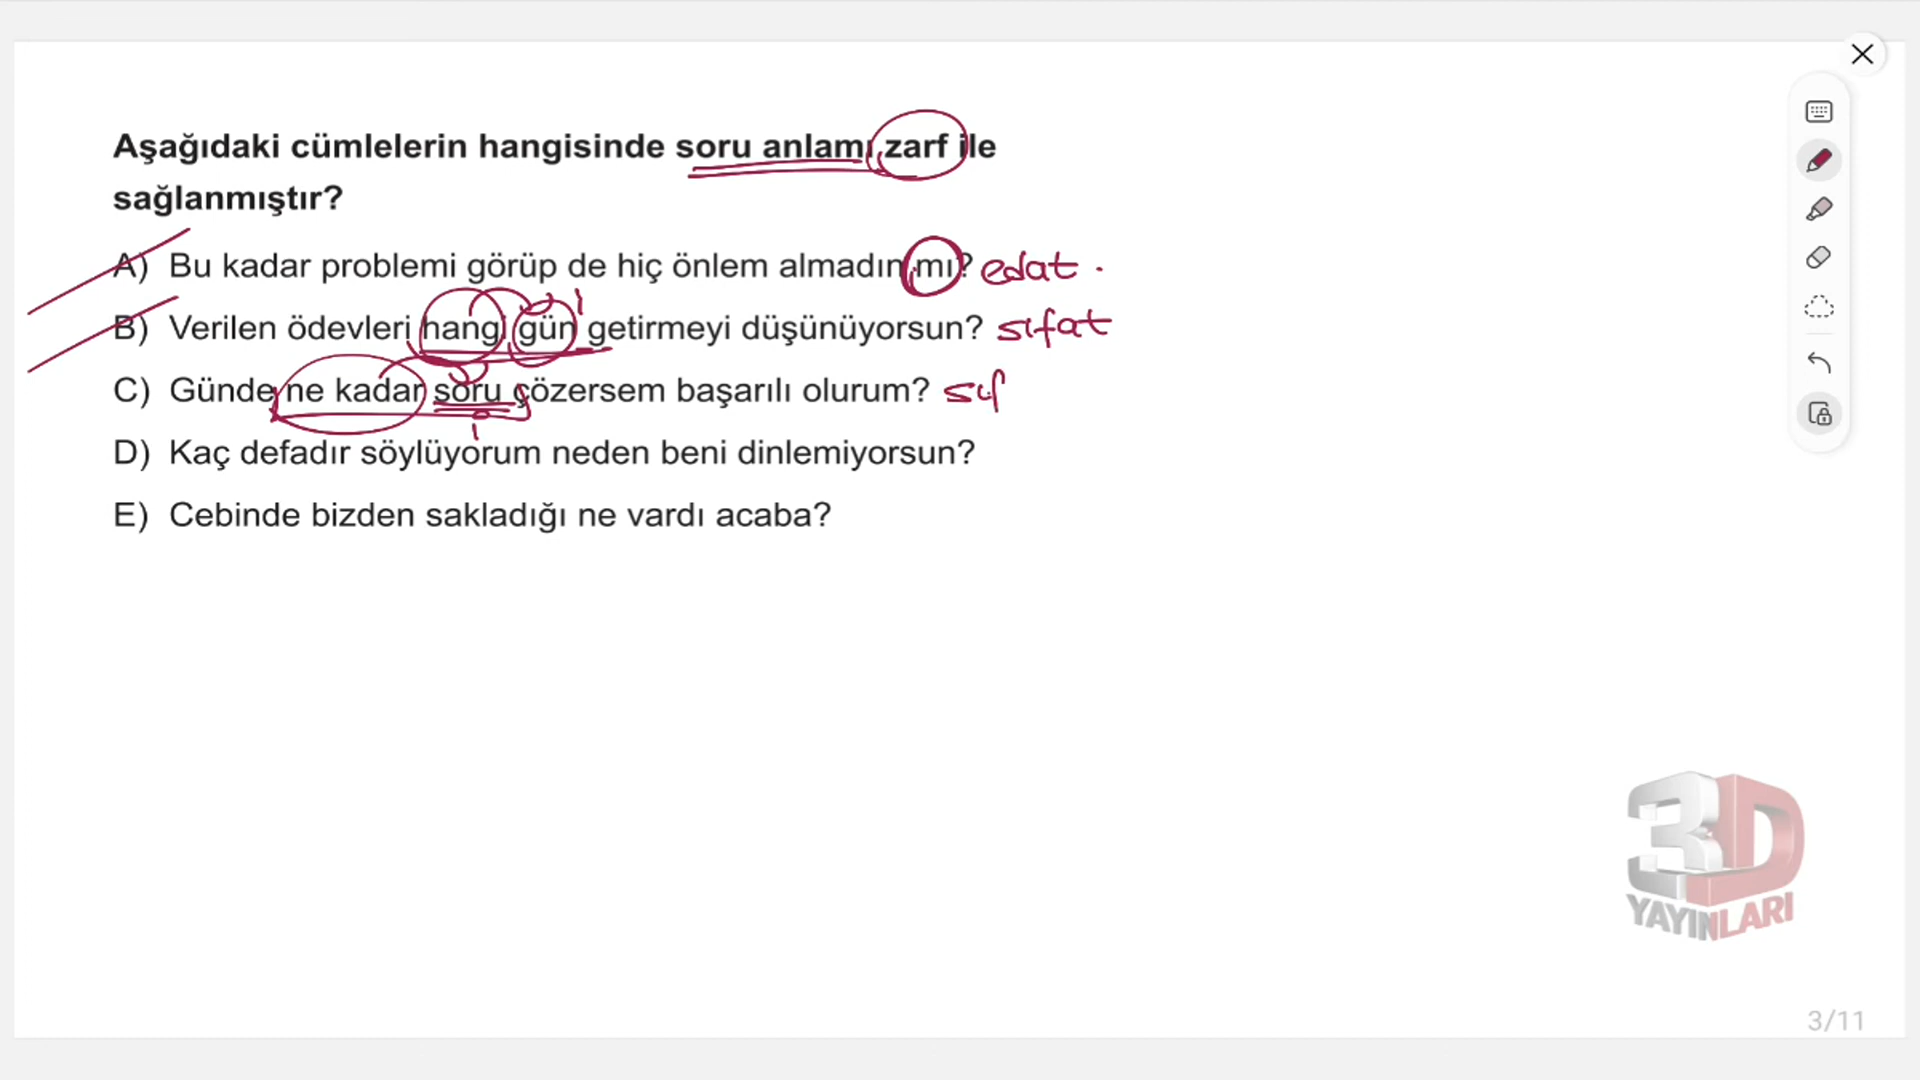 Aşağıdaki cümlelerin hangisinde soru anlamı zarf ile
sağlanmıştır?
A) Bu kadar problemi görüp de hiç önlem almadın mı? edat.
B) Verilen ödevleri hangi gün getirmeyi düşünüyorsun? sıfat
C) Günde ne kadar soru çözersem başarılı olurum? sıf
D) Kaç defadır söylüyorum neden beni dinlemiyorsun?
E) Cebinde bizden sakladığı ne vardı acaba?
3D
YAYINLARI
3/11